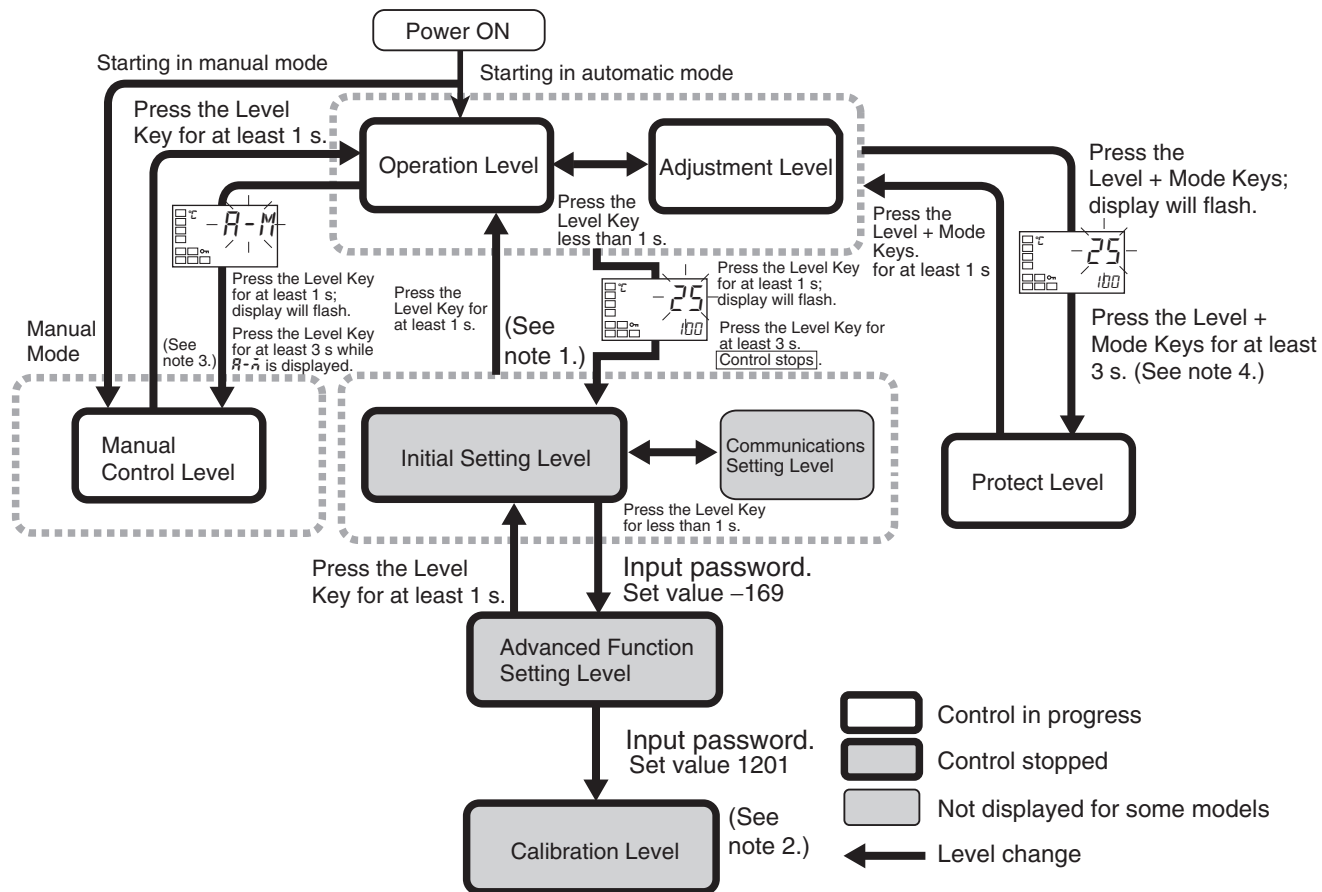 Power ON
Starting in manual mode
Starting in automatic mode
Press the Level
Key for at least 1 s.
Operation Level
Adjustment Level
Press the
Level + Mode Keys;
display will flash.
Press the
Level Key
less than 1 s.
Press the
Level + Mode
Keys.
for at least 1 s
°C
A-M
°C
25
100
°C
25
100
Press the Level Key
for at least 1 s;
display will flash.
Press the Level Key
for at least 3 s while
A-M is displayed.
Press the
Level Key for
at least 1 s.
(See
note 1.)
Press the Level Key
for at least 1 s;
display will flash.
Press the Level Key for
at least 3 s.
Control stops.
Press the Level +
Mode Keys for at least
3 s. (See note 4.)
Manual
Mode
(See
note 3.)
Manual
Control Level
Initial Setting Level
Communications
Setting Level
Protect Level
Press the Level Key
for less than 1 s.
Press the Level
Key for at least 1 s.
Input password.
Set value −169
Advanced Function
Setting Level
Input password.
Set value 1201
Calibration Level
(See
note 2.)
Control in progress
Control stopped
Not displayed for some models
Level change